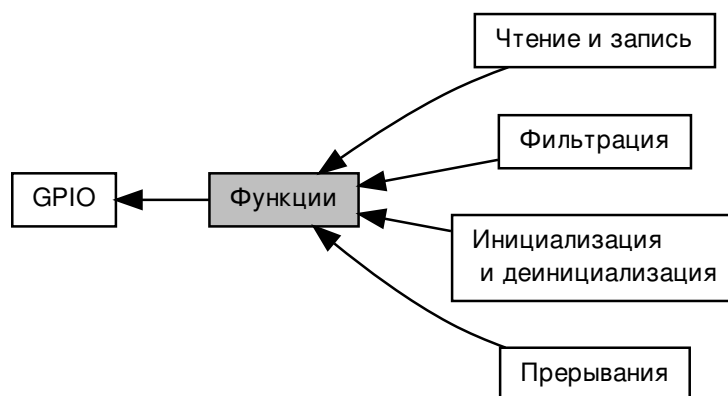 Чтение и запись
Фильтрация
GPIO
Функции
Инициализация
и деинициализация
Прерывания